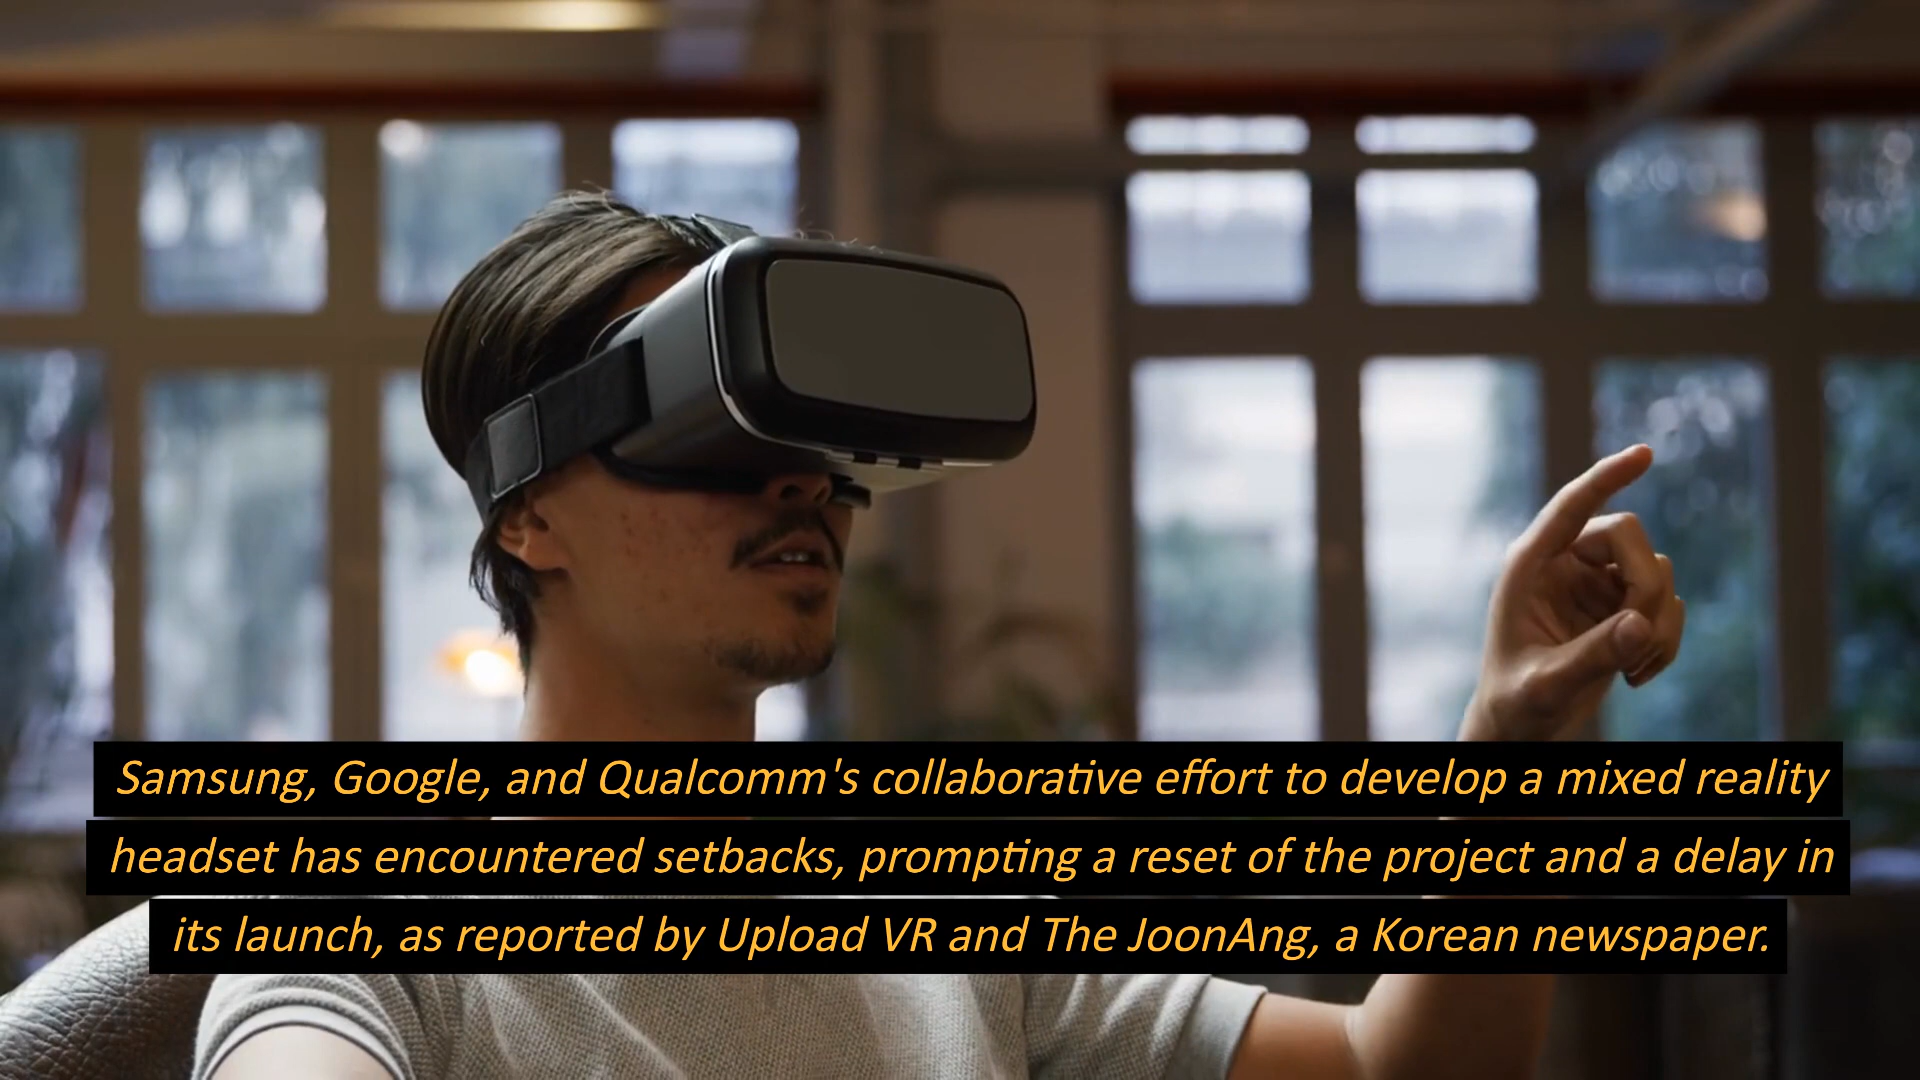 Samsung, Google, and Qualcomm's collaborative effort to develop a mixed reality
headset has encountered setbacks, prompting a reset of the project and a delay in
its launch, as reported by Upload VR and The JoonAng, a Korean newspaper.